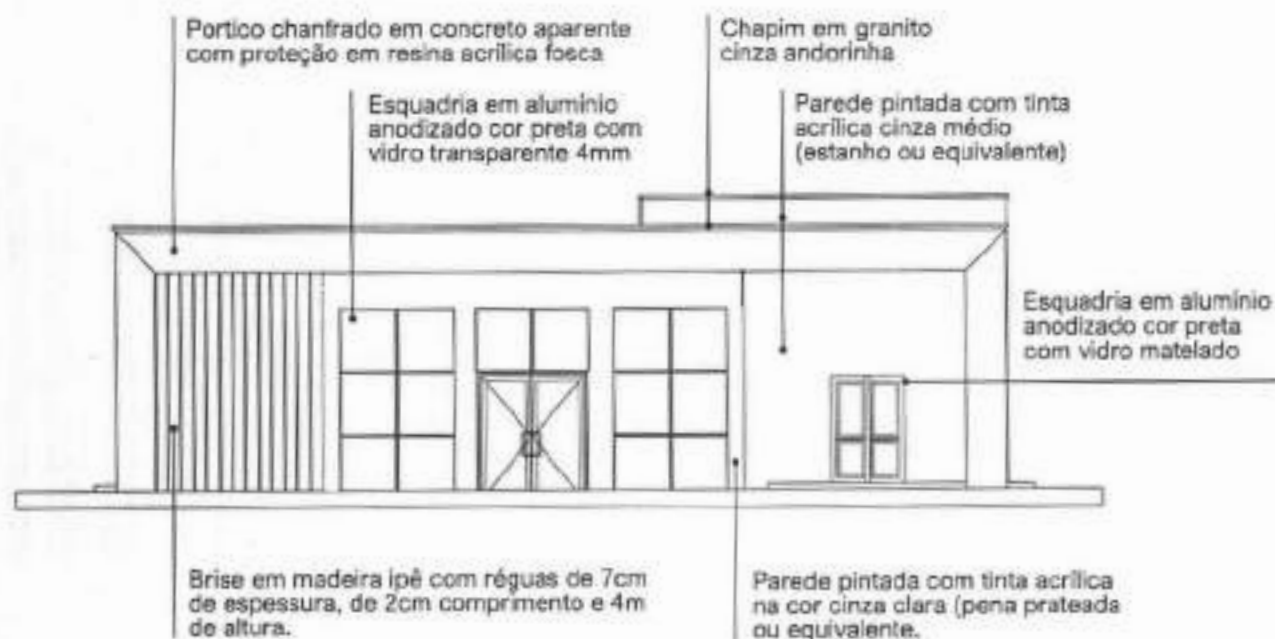 Portico chanfrado em concreto aparente
com proteção em resina acrílica fosca
Chapim em granito
cinza andorinha
Esquadria em alumínio
anodizado cor preta com
vidro transparente 4mm
Parede pintada com tinta
acrílica cinza médio
(estanho ou equivalente)
Esquadria em alumínio
anodizado cor preta
com vidro matelado
Brise em madeira ipê com réguas de 7cm
de espessura, de 2cm comprimento e 4m
de altura.
Parede pintada com tinta acrílica
na cor cinza clara (pena prateada
ou equivalente.